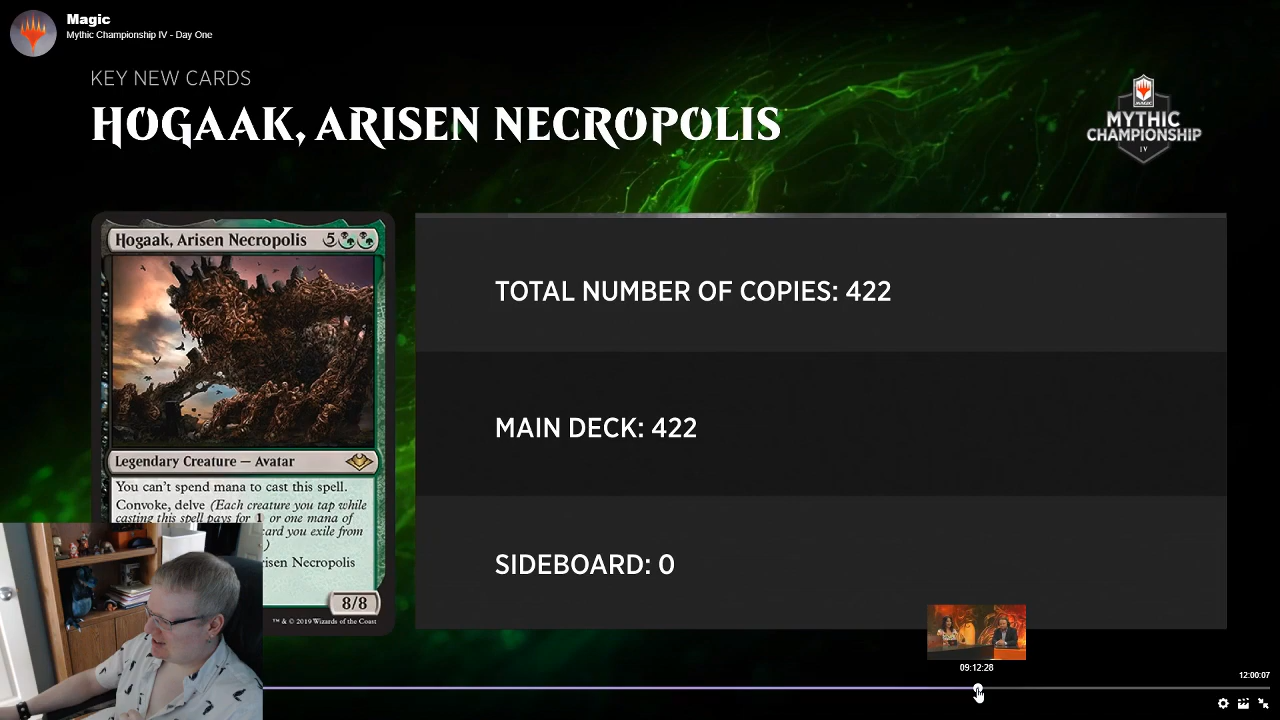 Magic
Mythic Championship IV - Day One
KEY NEW CARDS
HOGAAK, ARISEN NECROPOLIS
MAGIC
MYTHIC
CHAMPIONSHIP
IV
Hogaak, Arisen Necropolis 5
Legendary Creature — Avatar
You can't spend mana to cast this spell.
Convoke, delve (Each creature you tap while
casting this spell pays for 1 or one mana of
card you exile from
)
risen Necropolis
8/8
™ & © 2019 Wizards of the Coast
TOTAL NUMBER OF COPIES: 422
MAIN DECK: 422
SIDEBOARD: 0
09:12:28
12:00:07